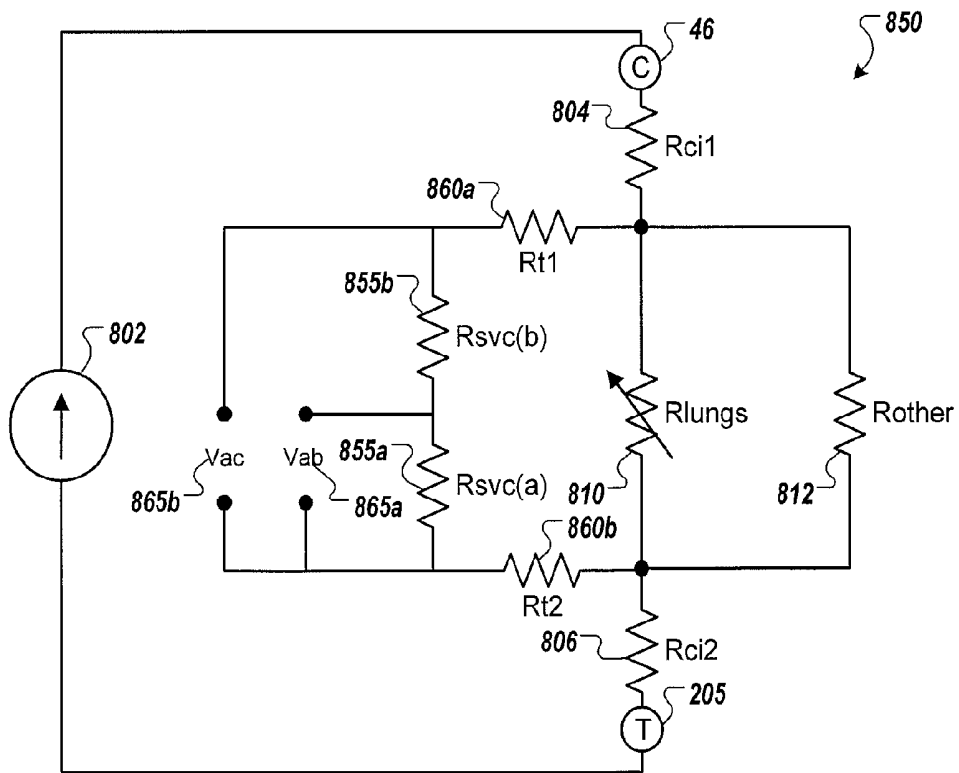 46
850
C
804
Rci1
860a
Rt1
855b
Rsvc(b)
802
Rlungs
Rother
Vac
Vab
855a
Rsvc(a)
865b
865a
810
812
860b
Rt2
806
Rci2
205
T